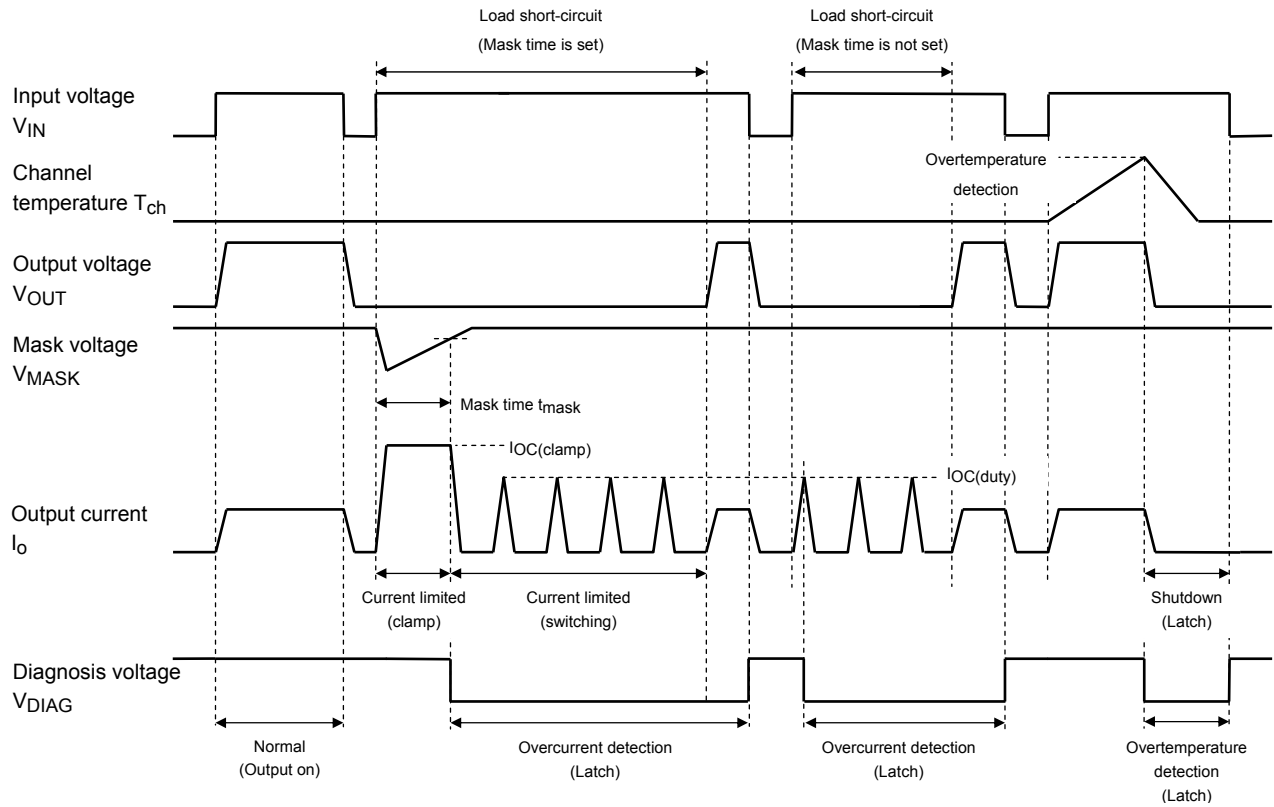 Load short-circuit
(Mask time is set)
Load short-circuit
(Mask time is not set)
Input voltage
VIN
Channel
temperature Tch
Overtemperature
detection
Output voltage
VOUT
Mask voltage
VMASK
Mask time tmask
IOC(clamp)
IOC(duty)
Output current
Io
Current limited
(clamp)
Current limited
(switching)
Shutdown
(Latch)
Diagnosis voltage
VDIAG
Normal
(Output on)
Overcurrent detection
(Latch)
Overcurrent detection
(Latch)
Overtemperature
detection
(Latch)